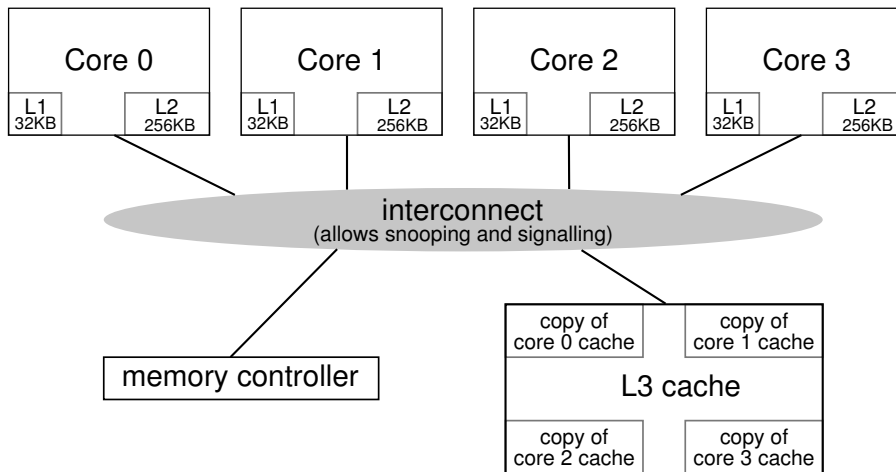 Core 0
L1
32KB
L2
256KB
Core 1
L1
32KB
L2
256KB
Core 2
L1
32KB
L2
256KB
Core 3
L1
32KB
L2
256KB
interconnect
(allows snooping and signalling)
memory controller
copy of
core 0 cache
copy of
core 1 cache
L3 cache
copy of
core 2 cache
copy of
core 3 cache